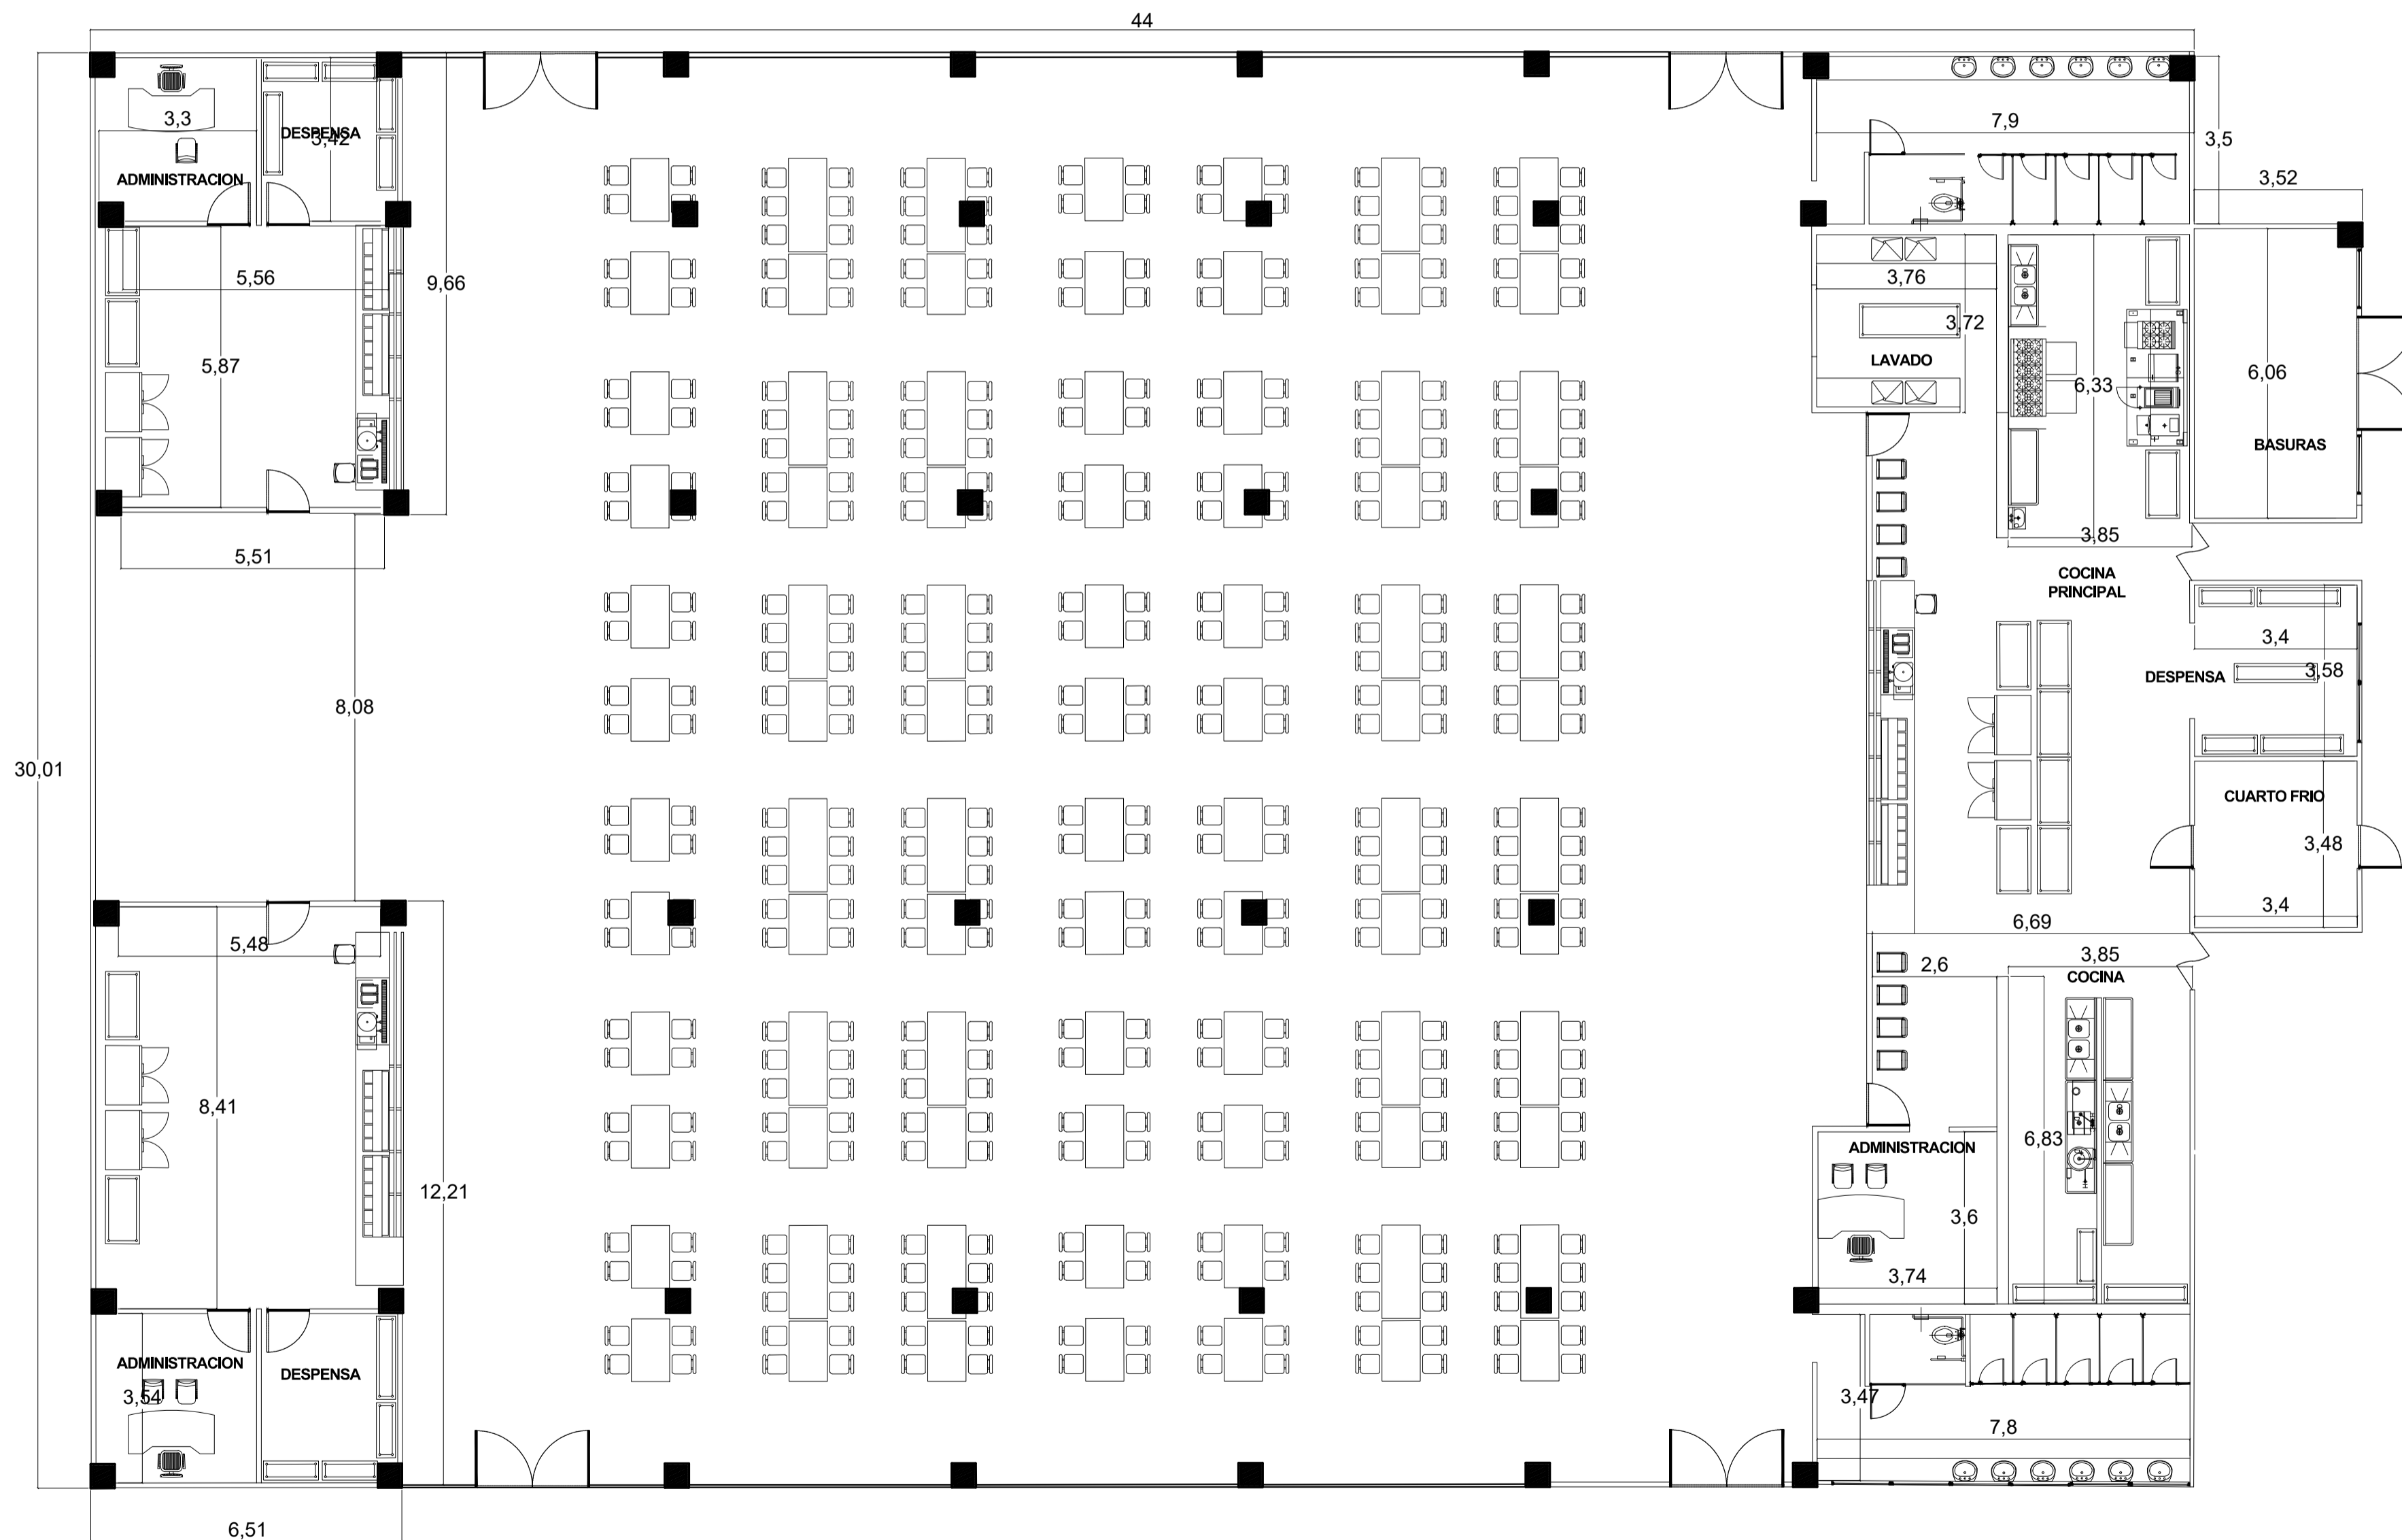 44
3,3
DESPENSA
3,42
ADMINISTRACION
7,9
3,5
3,52
5,56
9,66
3,76
3,72
5,87
LAVADO
6,33
6,06
BASURAS
5,51
3,85
COCINA
PRINCIPAL
3,4
DESPENSA
3,58
8,08
30,01
CUARTO FRIO
3,48
3,4
5,48
6,69
2,6
3,85
COCINA
8,41
6,83
ADMINISTRACION
12,21
3,6
3,74
ADMINISTRACION
DESPENSA
3,54
3,47
7,8
6,51